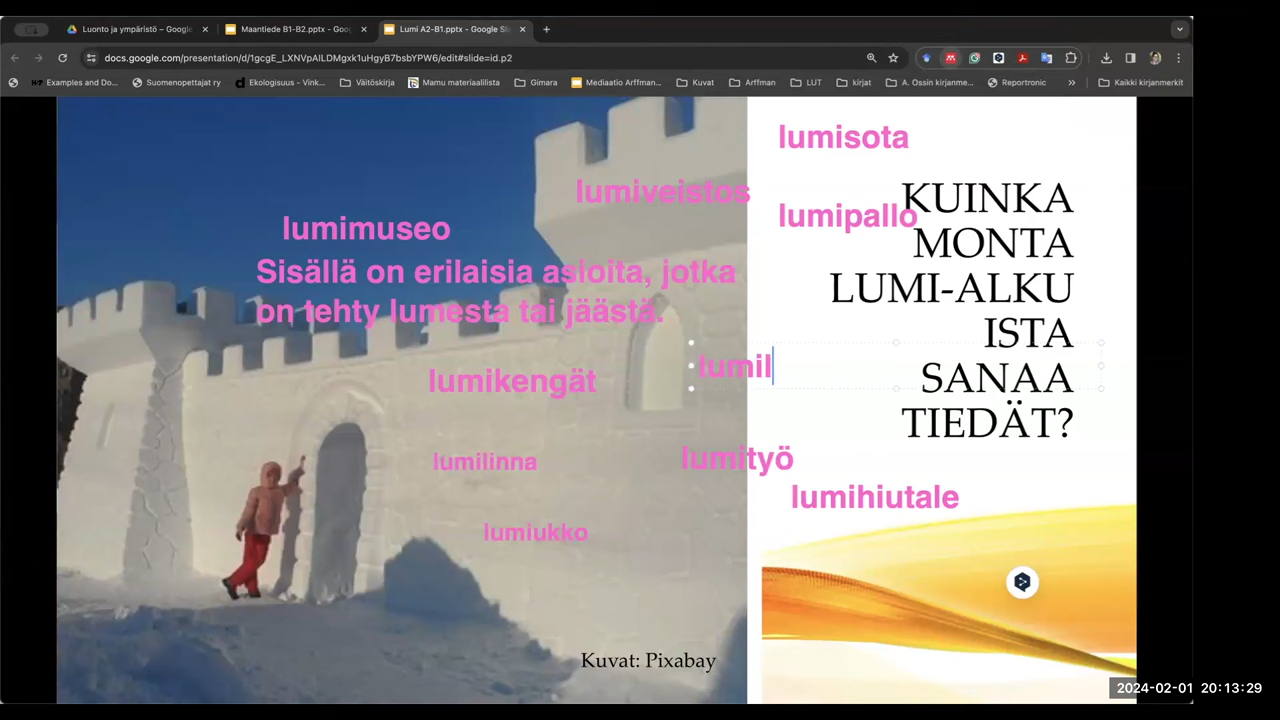 Luonto ja ympäristö – Google
Maantiede B1-B2.pptx - Goog
Lumi A2-B1.pptx - Google Sl
docs.google.com/presentation/d/1gcgE_LXNVpAILDMgxk1uHgyB7bsbYPW6/edit#slide=id.p2
Examples and Do...
Suomenopettajat ry
Ekologisuus - Vink...
Väitöskirja
Mamu materiaalilista
Gimara
Mediaatio Arffman...
Kuvat
Arffman
LUT
kirjat
A. Ossin kirjanme...
Reportronic
»
Kaikki kirjanmerkit
lumisota
lumiveistos
lumipallo
lumimuseo
Sisällä on erilaisia asioita, jotka
on tehty lumesta tai jäästä.
KUINKA
MONTA
LUMI-ALKU
ISTA
SANAA
TIEDÄT?
lumil
lumikengät
lumilinna
lumityö
lumihiutale
lumiukko
Kuvat: Pixabay
2024-02-01 20:13:29